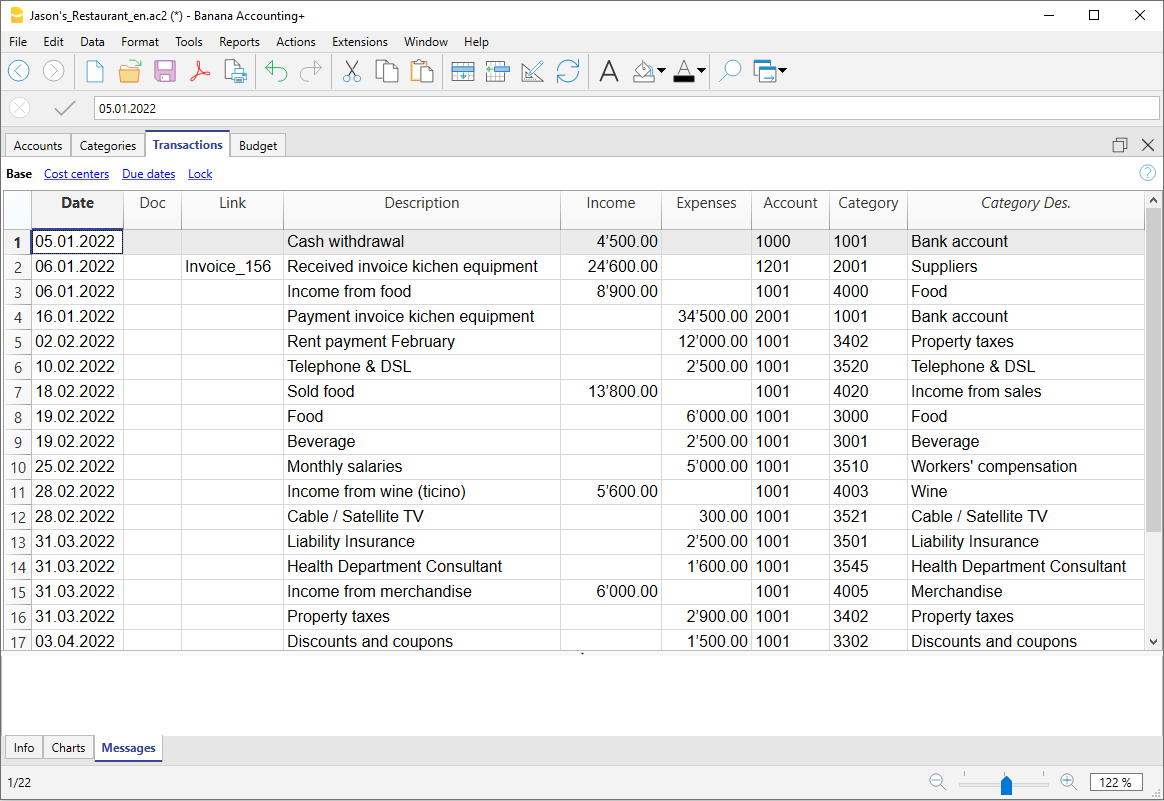 Jason's_Restaurant_en.ac2 (*) - Banana Accounting+
File Edit Data Format Tools Reports Actions Extensions Window Help
05.01.2022
Accounts Categories Transactions Budget
Base Cost centers Due dates Lock
Date Doc Link Description Income Expenses Account Category Category Des.
1 05.01.2022 Cash withdrawal 4’500.00 1000 1001 Bank account
2 06.01.2022 Invoice_156 Received invoice kichen equipment 24’600.00 1201 2001 Suppliers
3 06.01.2022 Income from food 8’900.00 1001 4000 Food
4 16.01.2022 Payment invoice kichen equipment 34’500.00 2001 1001 Bank account
5 02.02.2022 Rent payment February 12’000.00 1001 3402 Property taxes
6 10.02.2022 Telephone & DSL 2’500.00 1001 3520 Telephone & DSL
7 18.02.2022 Sold food 13’800.00 1001 4020 Income from sales
8 19.02.2022 Food 6’000.00 1001 3000 Food
9 19.02.2022 Beverage 2’500.00 1001 3001 Beverage
10 25.02.2022 Monthly salaries 5’000.00 1001 3510 Workers' compensation
11 28.02.2022 Income from wine (ticino) 5’600.00 1001 4003 Wine
12 28.02.2022 Cable / Satellite TV 300.00 1001 3521 Cable / Satellite TV
13 31.03.2022 Liability Insurance 2’500.00 1001 3501 Liability Insurance
14 31.03.2022 Health Department Consultant 1’600.00 1001 3545 Health Department Consultant
15 31.03.2022 Income from merchandise 6’000.00 1001 4005 Merchandise
16 31.03.2022 Property taxes 2’900.00 1001 3402 Property taxes
17 03.04.2022 Discounts and coupons 1’500.00 1001 3302 Discounts and coupons
Info Charts Messages
1/22
122 %